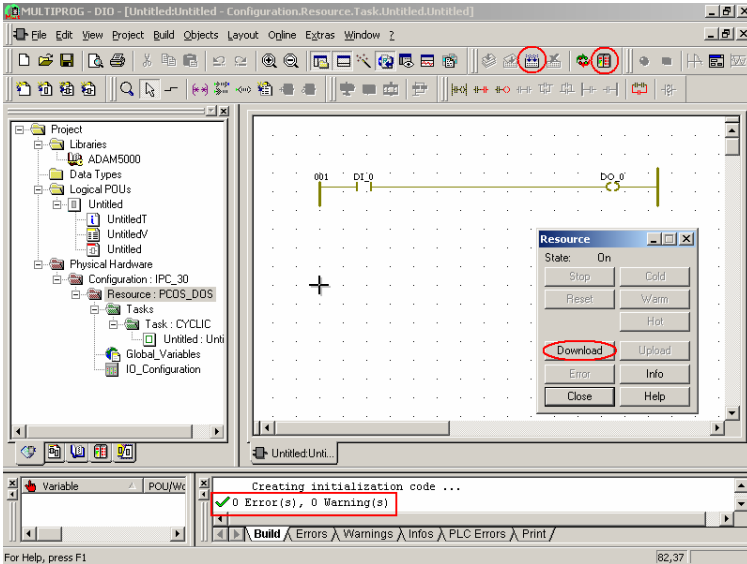 MULTIPROG - DIO - [Untitled:Untitled - Configuration.Resource.Task.Untitled.Untitled]
File Edit View Project Build Objects Layout Online Extras Window ?
Project
Libraries
ADAM5000
Data Types
Logical POUs
Untitled
UntitledT
UntitledV
Untitled
Physical Hardware
Configuration : IPC_30
Resource : PCOS_DOS
Tasks
Task : CYCLIC
Untitled : Unti
Global_Variables
IO_Configuration
001 DI_0 DO_0
Resource
State: On
Stop Cold
Reset Warm
Hot
Download Upload
Error Info
Close Help
Untitled:Unti...
Variable POU/Wo
Creating initialization code ...
0 Error(s), 0 Warning(s)
Build Errors Warnings Infos PLC Errors Print
For Help, press F1 82,37